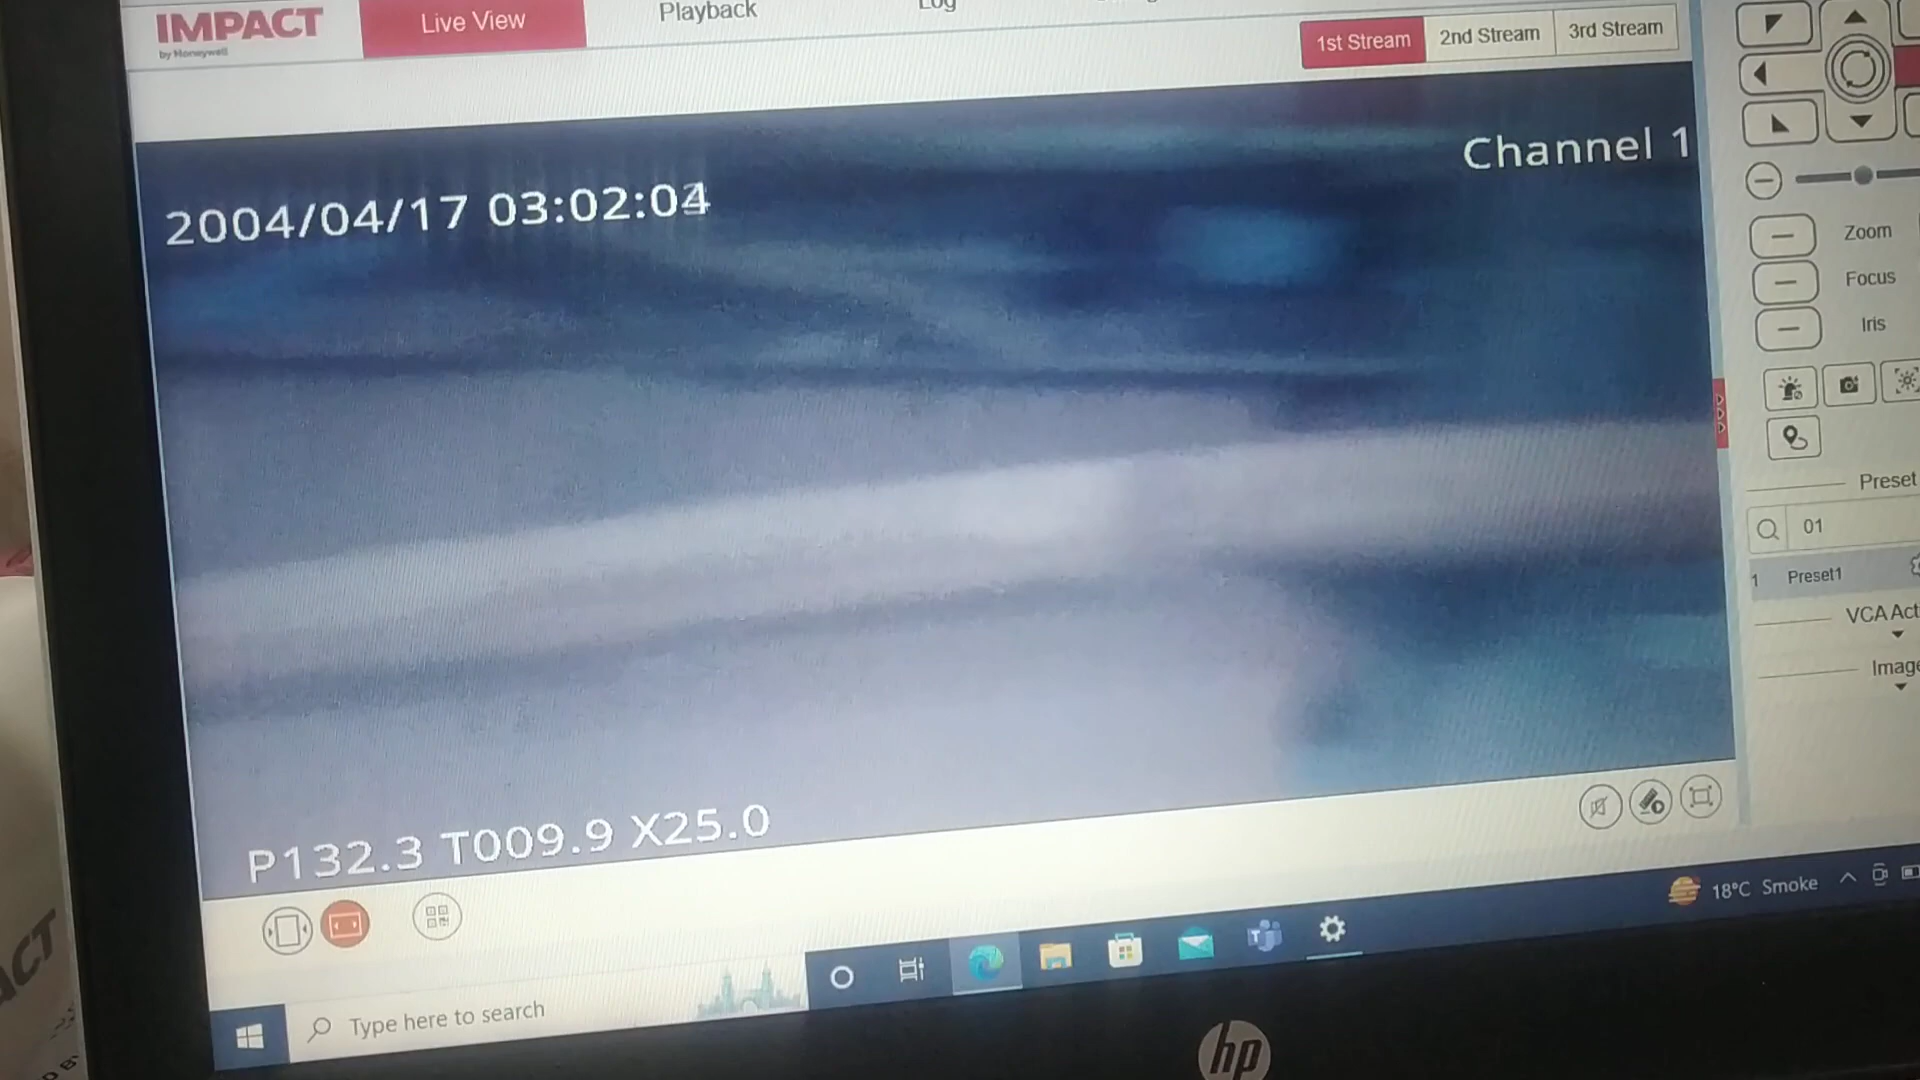 IMPACT
by Honeywell
Live View
Playback
Log
1st Stream
2nd Stream
3rd Stream
2004/04/17 03:02:04
Channel 1
Zoom
Focus
Iris
Preset
01
1 Preset1
VCA Act
Image
P132.3 T009.9 X25.0
18°C Smoke
Type here to search
hp
ACT